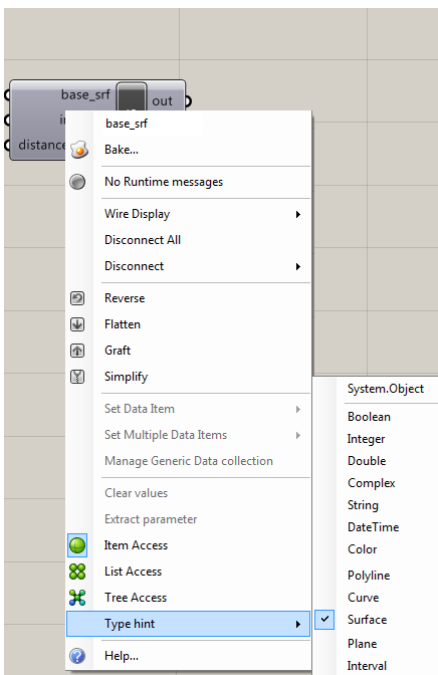 base_srf
out
distance
base_srf
Bake...
No Runtime messages
Wire Display
Disconnect All
Disconnect
Reverse
Flatten
Graft
Simplify
Set Data Item
Set Multiple Data Items
Manage Generic Data collection
Clear values
Extract parameter
Item Access
List Access
Tree Access
Type hint
Help...
System.Object
Boolean
Integer
Double
Complex
String
DateTime
Color
Polyline
Curve
Surface
Plane
Interval